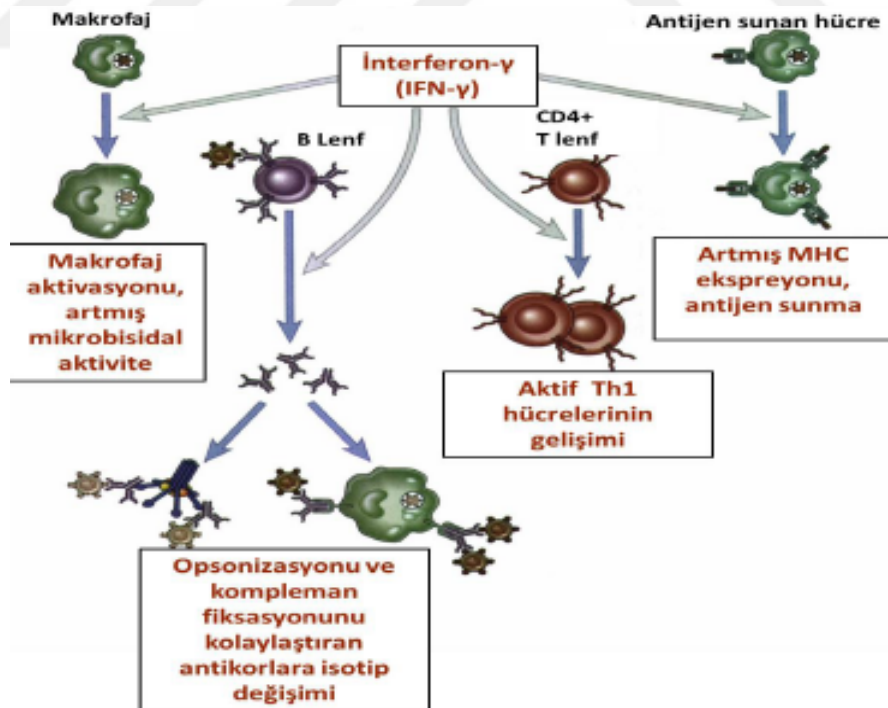 Makrofaj
Antijen sunan hücre
İnterferon-γ
(IFN-γ)
B Lenf
CD4+
T lenf
Makrofaj
aktivasyonu,
artmış
mikrobisidal
aktivite
Artmış MHC
ekspreyonu,
antijen sunma
Aktif Th1
hücrelerinin
gelişimi
Opsonizasyonu ve
kompleman
fiksasyonunu
kolaylaştıran
antikorlara isotip
değişimi